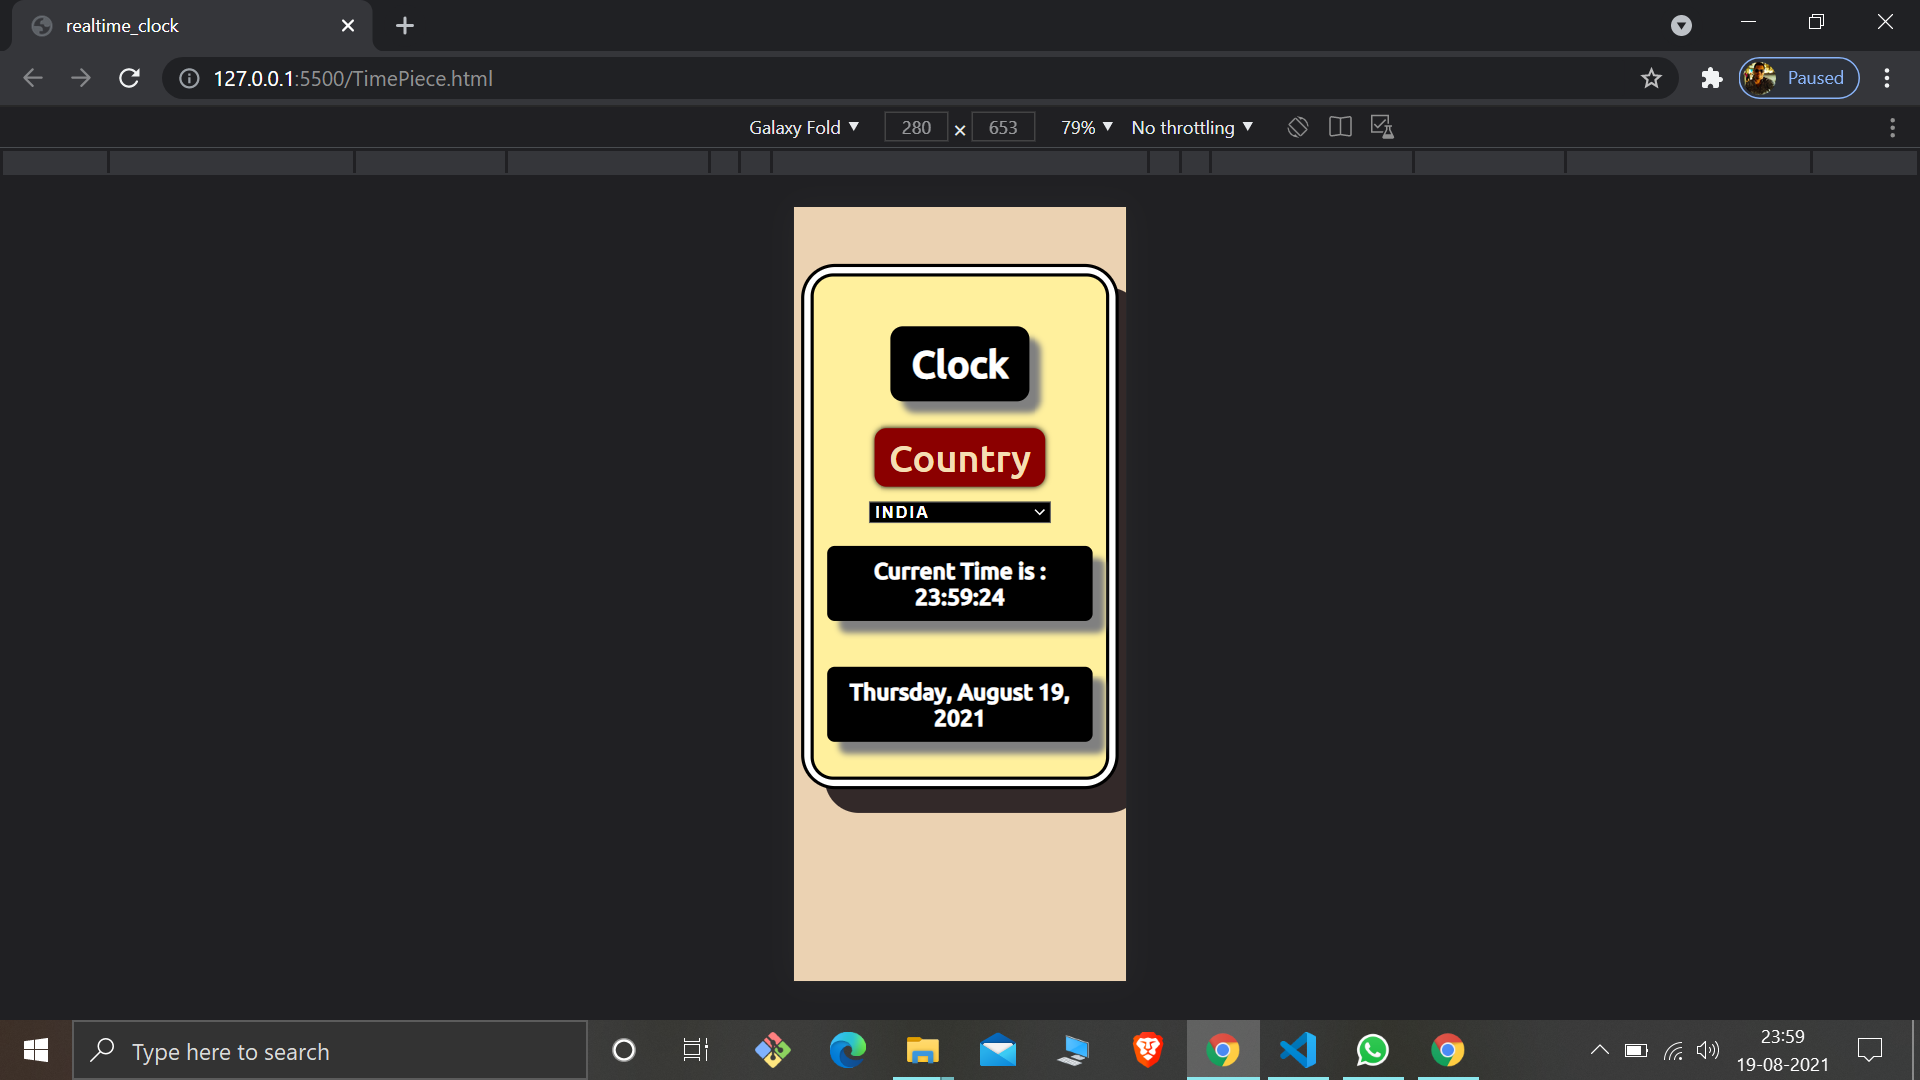 realtime_clock
127.0.0.1:5500/TimePiece.html
Paused
Galaxy Fold 280 × 653 79% No throttling
Clock
Country
INDIA
Current Time is :
23:59:24
Thursday, August 19,
2021
Type here to search
23:59
19-08-2021